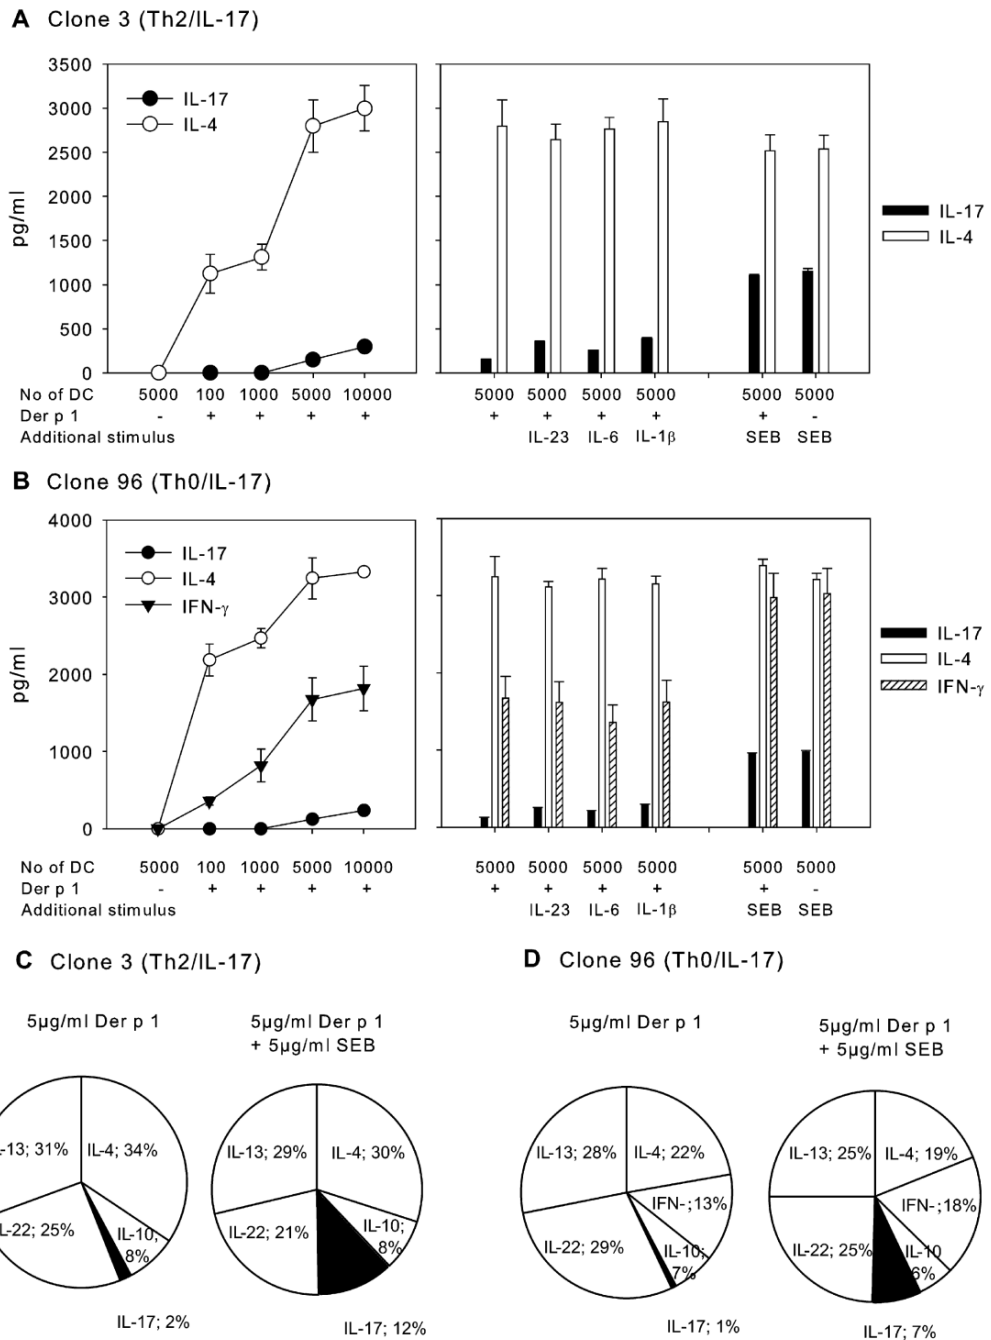 A Clone 3 (Th2/IL-17)
3500
3000
2500
2000
1500
1000
500
0
pg/ml
IL-17
IL-4
IL-17
IL-4
No of DC 5000 100 1000 5000 10000 5000 5000 5000 5000 5000 5000
Der p 1 - + + + + + + + + + -
Additional stimulus IL-23 IL-6 IL-1β SEB SEB
B Clone 96 (Th0/IL-17)
4000
3000
2000
1000
0
pg/ml
IL-17
IL-4
IFN-γ
IL-17
IL-4
IFN-γ
No of DC 5000 100 1000 5000 10000 5000 5000 5000 5000 5000 5000
Der p 1 - + + + + + + + + + -
Additional stimulus IL-23 IL-6 IL-1β SEB SEB
C Clone 3 (Th2/IL-17)
5µg/ml Der p 1
L-13; 31%
IL-4; 34%
L-22; 25%
IL-10;
8%
IL-17; 2%
5µg/ml Der p 1
+ 5µg/ml SEB
IL-13; 29%
IL-4; 30%
IL-22; 21%
IL-10;
8%
IL-17; 12%
D Clone 96 (Th0/IL-17)
5µg/ml Der p 1
IL-13; 28%
IL-4; 22%
IFN-;13%
IL-22; 29%
IL-10;
7%
IL-17; 1%
5µg/ml Der p 1
+ 5µg/ml SEB
IL-13; 25%
IL-4; 19%
IFN-;18%
IL-22; 25%
IL-10
6%
IL-17; 7%